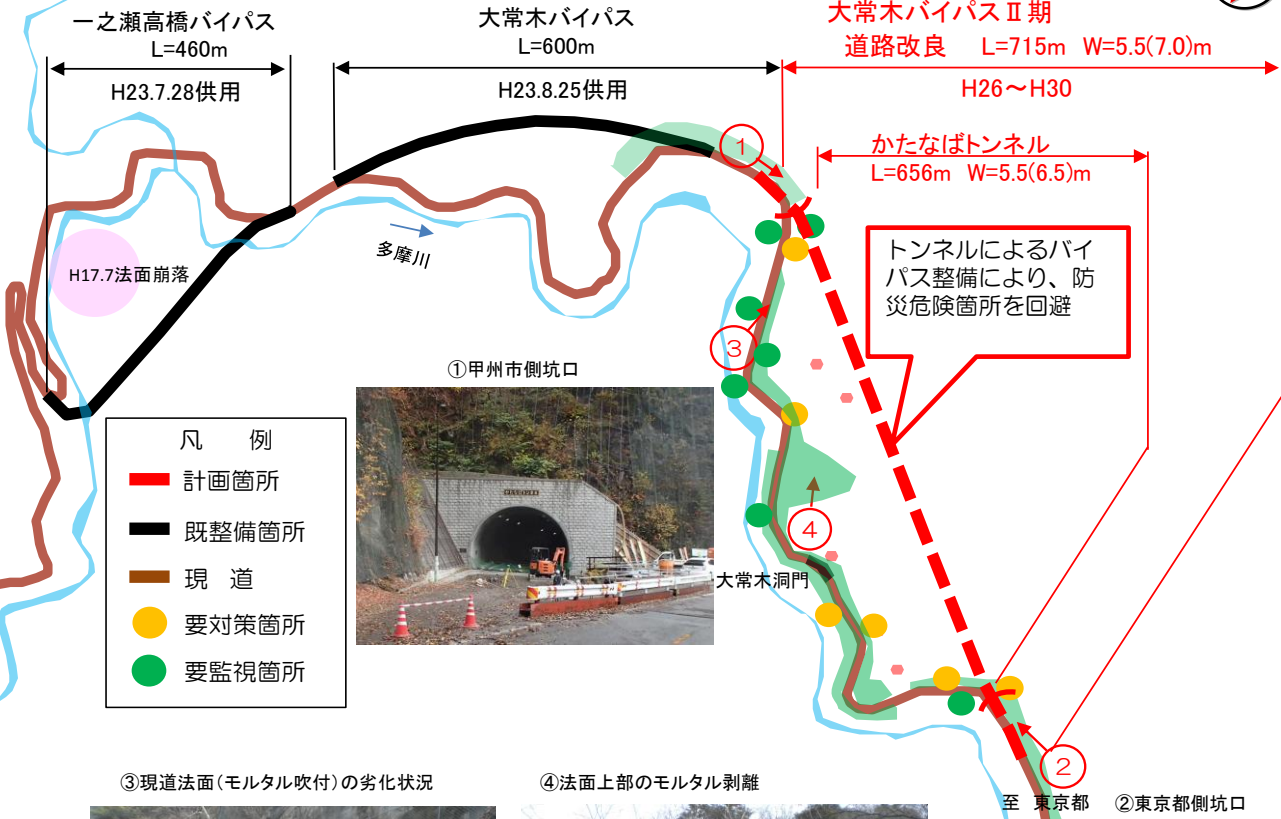 一之瀬高橋バイパス
L=460m
H23.7.28供用
大常木バイパス
L=600m
H23.8.25供用
大常木バイパスⅡ期
道路改良　L=715m　W=5.5(7.0)m
H26～H30
かたなばトンネル
L=656m　W=5.5(6.5)m
①
多摩川
H17.7法面崩落
トンネルによるバイ
パス整備により、防
災危険箇所を回避
③
①甲州市側坑口
凡　例
計画箇所
既整備箇所
現　道
要対策箇所
要監視箇所
④
大常木洞門
②
③現道法面(モルタル吹付)の劣化状況
④法面上部のモルタル剥離
至　東京都
②東京都側坑口